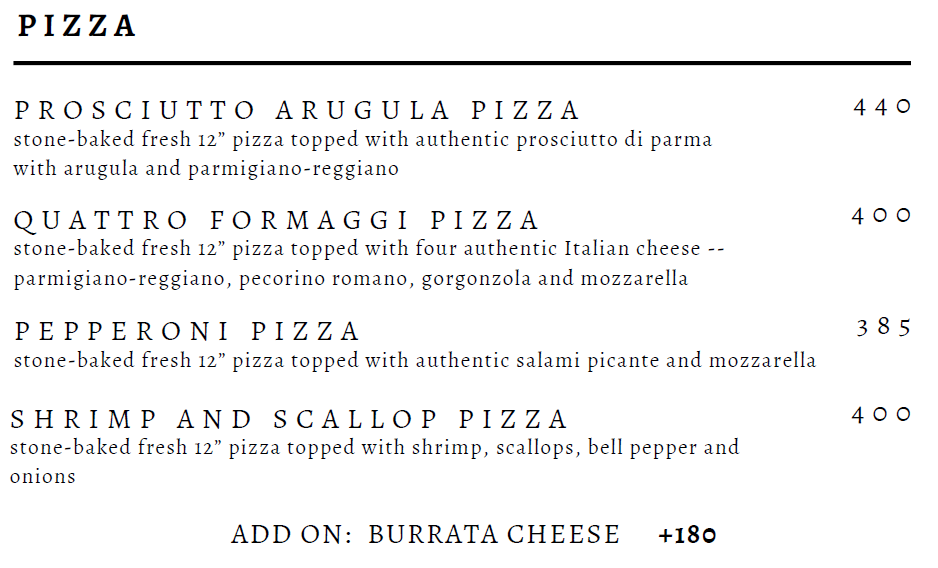 PIZZA
PROSCIUTTO ARUGULA PIZZA 440
stone-baked fresh 12” pizza topped with authentic prosciutto di parma
with arugula and parmigiano-reggiano
QUATTRO FORMAGGI PIZZA 400
stone-baked fresh 12” pizza topped with four authentic Italian cheese --
parmigiano-reggiano, pecorino romano, gorgonzola and mozzarella
PEPPERONI PIZZA 385
stone-baked fresh 12” pizza topped with authentic salami picante and mozzarella
SHRIMP AND SCALLOP PIZZA 400
stone-baked fresh 12” pizza topped with shrimp, scallops, bell pepper and
onions
ADD ON: BURRATA CHEESE +180